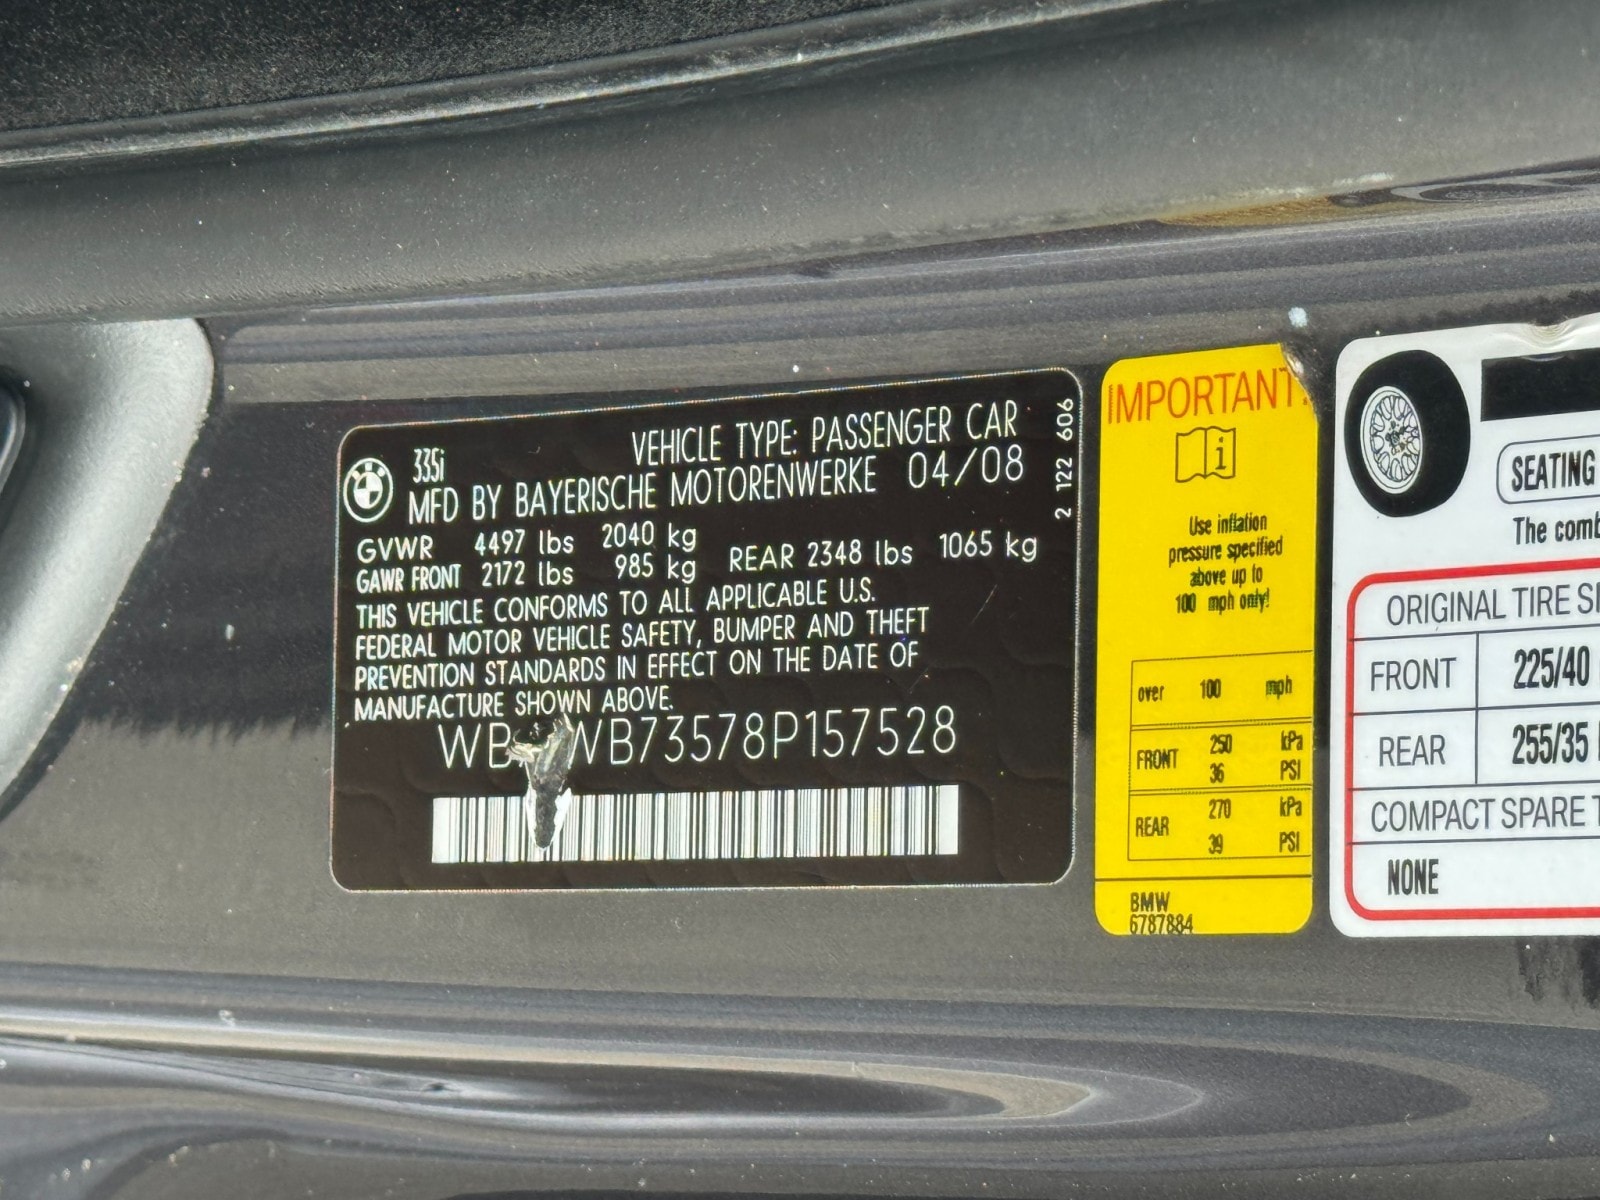 335i
VEHICLE TYPE: PASSENGER CAR
MFD BY BAYERISCHE MOTORENWERKE 04/08
GVWR 4497 lbs 2040 kg
GAWR FRONT 2172 lbs 985 kg REAR 2348 lbs 1065 kg
THIS VEHICLE CONFORMS TO ALL APPLICABLE U.S.
FEDERAL MOTOR VEHICLE SAFETY, BUMPER AND THEFT
PREVENTION STANDARDS IN EFFECT ON THE DATE OF
MANUFACTURE SHOWN ABOVE.
WB WB73578P157528
2 122 606
IMPORTANT!
i
Use inflation
pressure specified
above up to
100 mph only!
over 100 mph
FRONT 250 kPa
36 PSI
REAR 270 kPa
39 PSI
BMW
6787884
SEATING
The comb
ORIGINAL TIRE SI
FRONT 225/40
REAR 255/35
COMPACT SPARE T
NONE